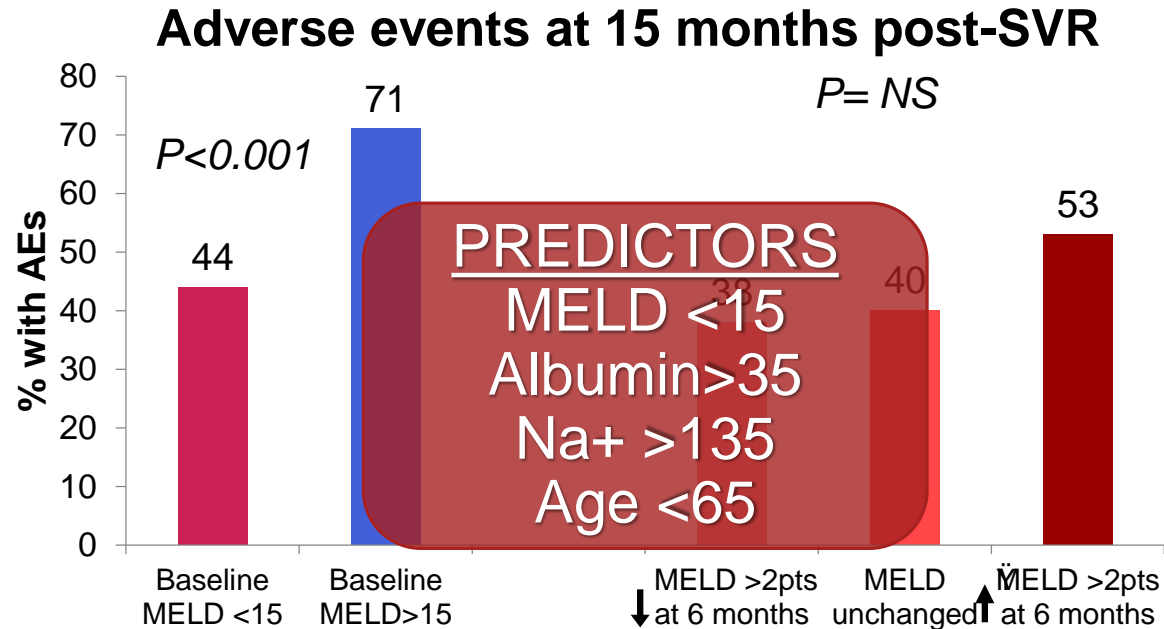 Adverse events at 15 months post-SVR
% with AEs
80
70
60
50
40
30
20
10
0
P<0.001
P= NS
44
71
38
40
53
PREDICTORS
MELD <15
Albumin>35
Na+ >135
Age <65
Baseline
MELD <15
Baseline
MELD>15
↓ MELD >2pts
at 6 months
MELD
unchanged
↑ ŸMELD >2pts
at 6 months